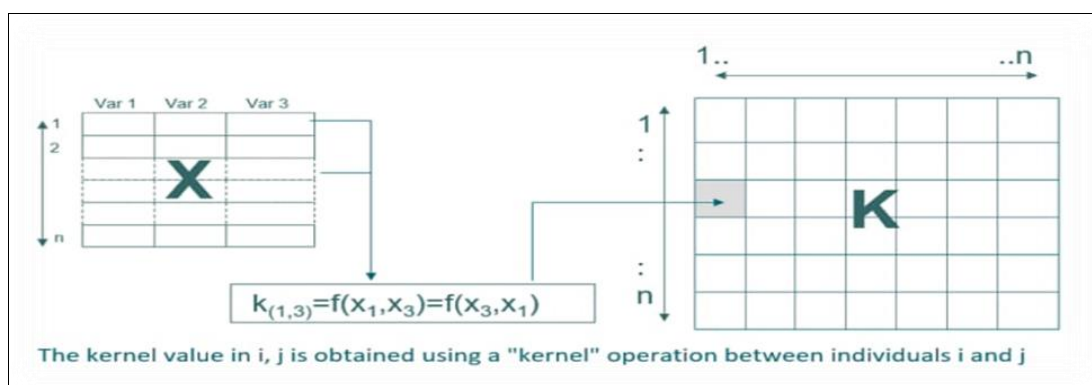 1.. ..n
Var 1 Var 2 Var 3
1
2
n
X
1
:
:
n
K
k(1,3)=f(x1,x3)=f(x3,x1)
The kernel value in i, j is obtained using a "kernel" operation between individuals i and j